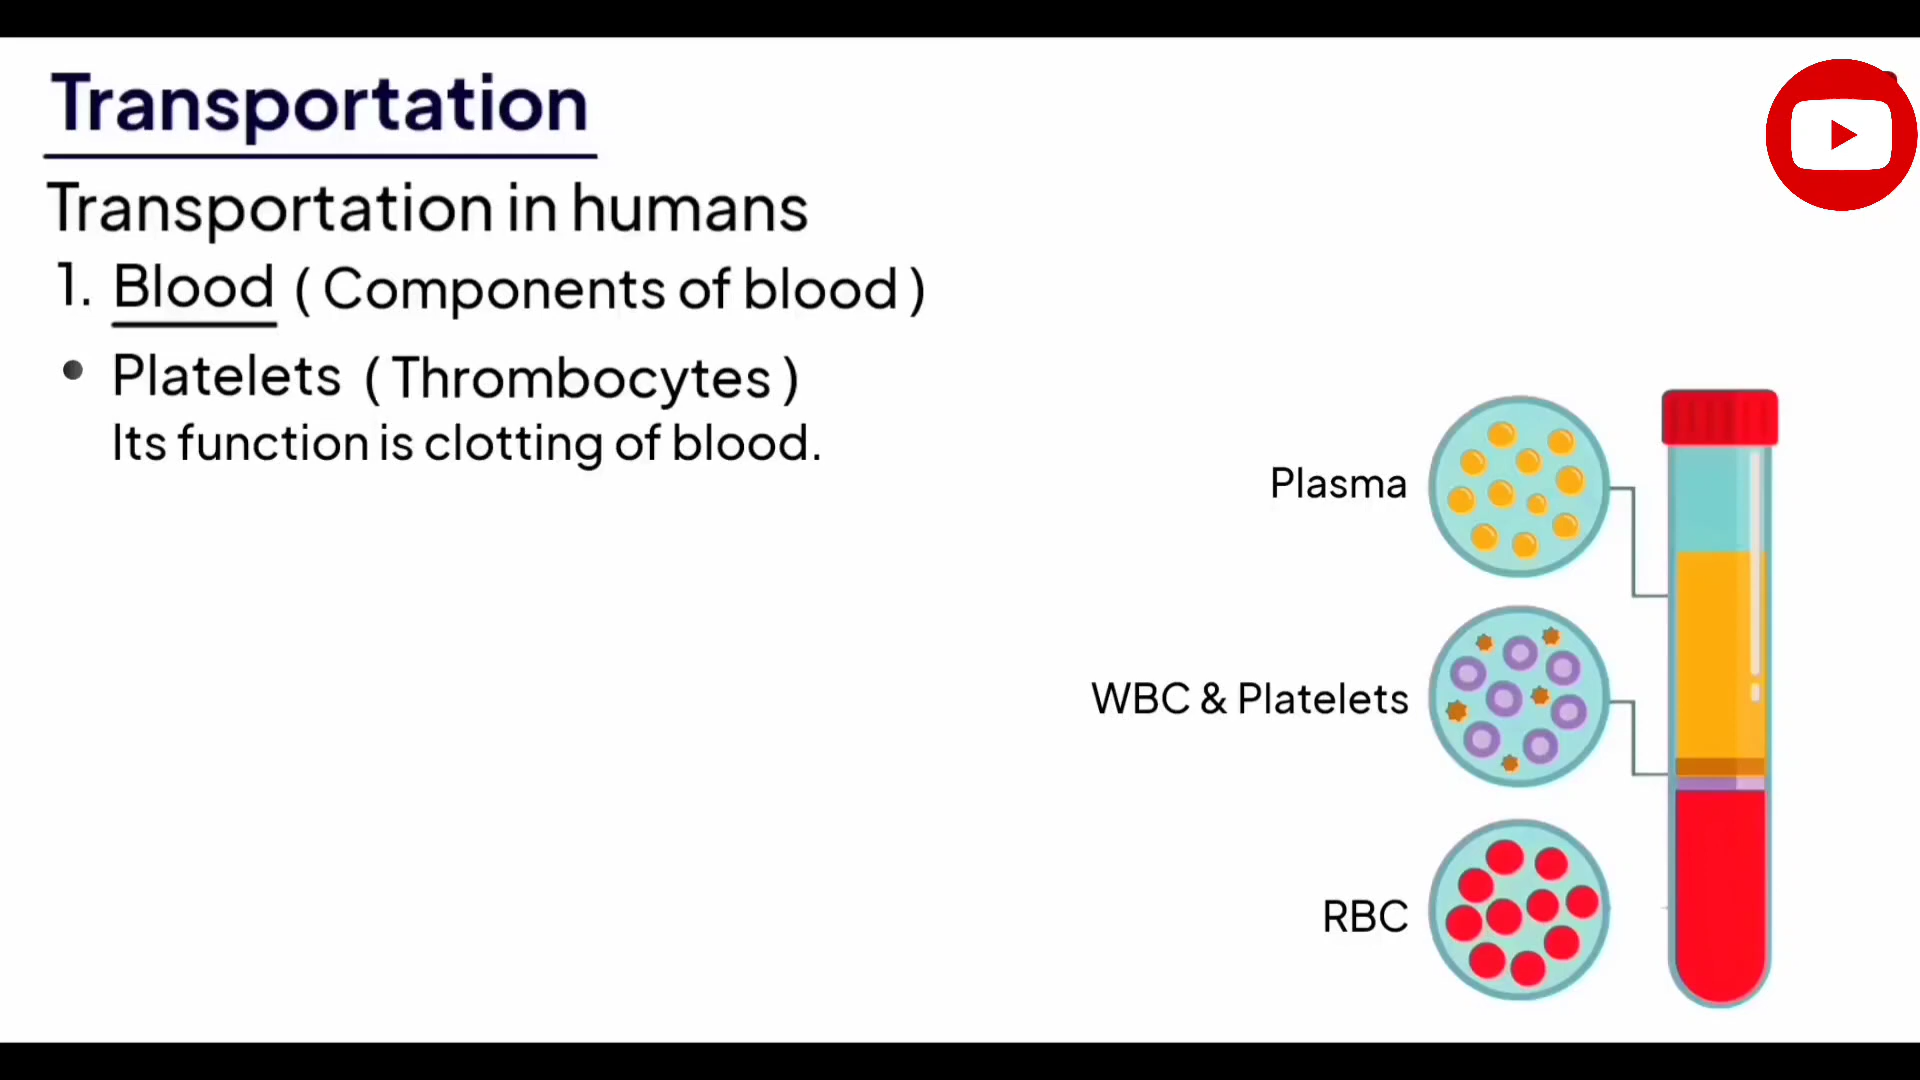 Transportation
Transportation in humans
1. Blood ( Components of blood )
• Platelets ( Thrombocytes )
Its function is clotting of blood.
Plasma
WBC & Platelets
RBC